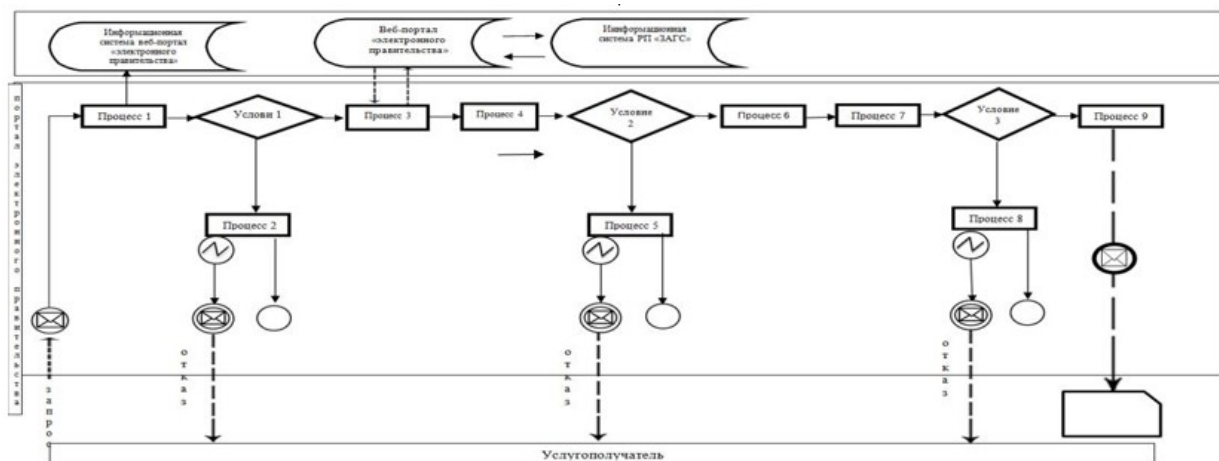 Информационная
система веб-портал
«электронного
правительства»
Веб-портал
«электронного
правительства»
Иннформационная
система РП «ЗАГС»
портал электронного правительства
Процесс 1
Услови 1
Процесс 3
Процесс 4
Условие
2
Процесс 6
Процесс 7
Условие
3
Процесс 9
Процесс 2
Процесс 5
Процесс 8
отказ
отказ
отказ
запрос
Услугополучатель